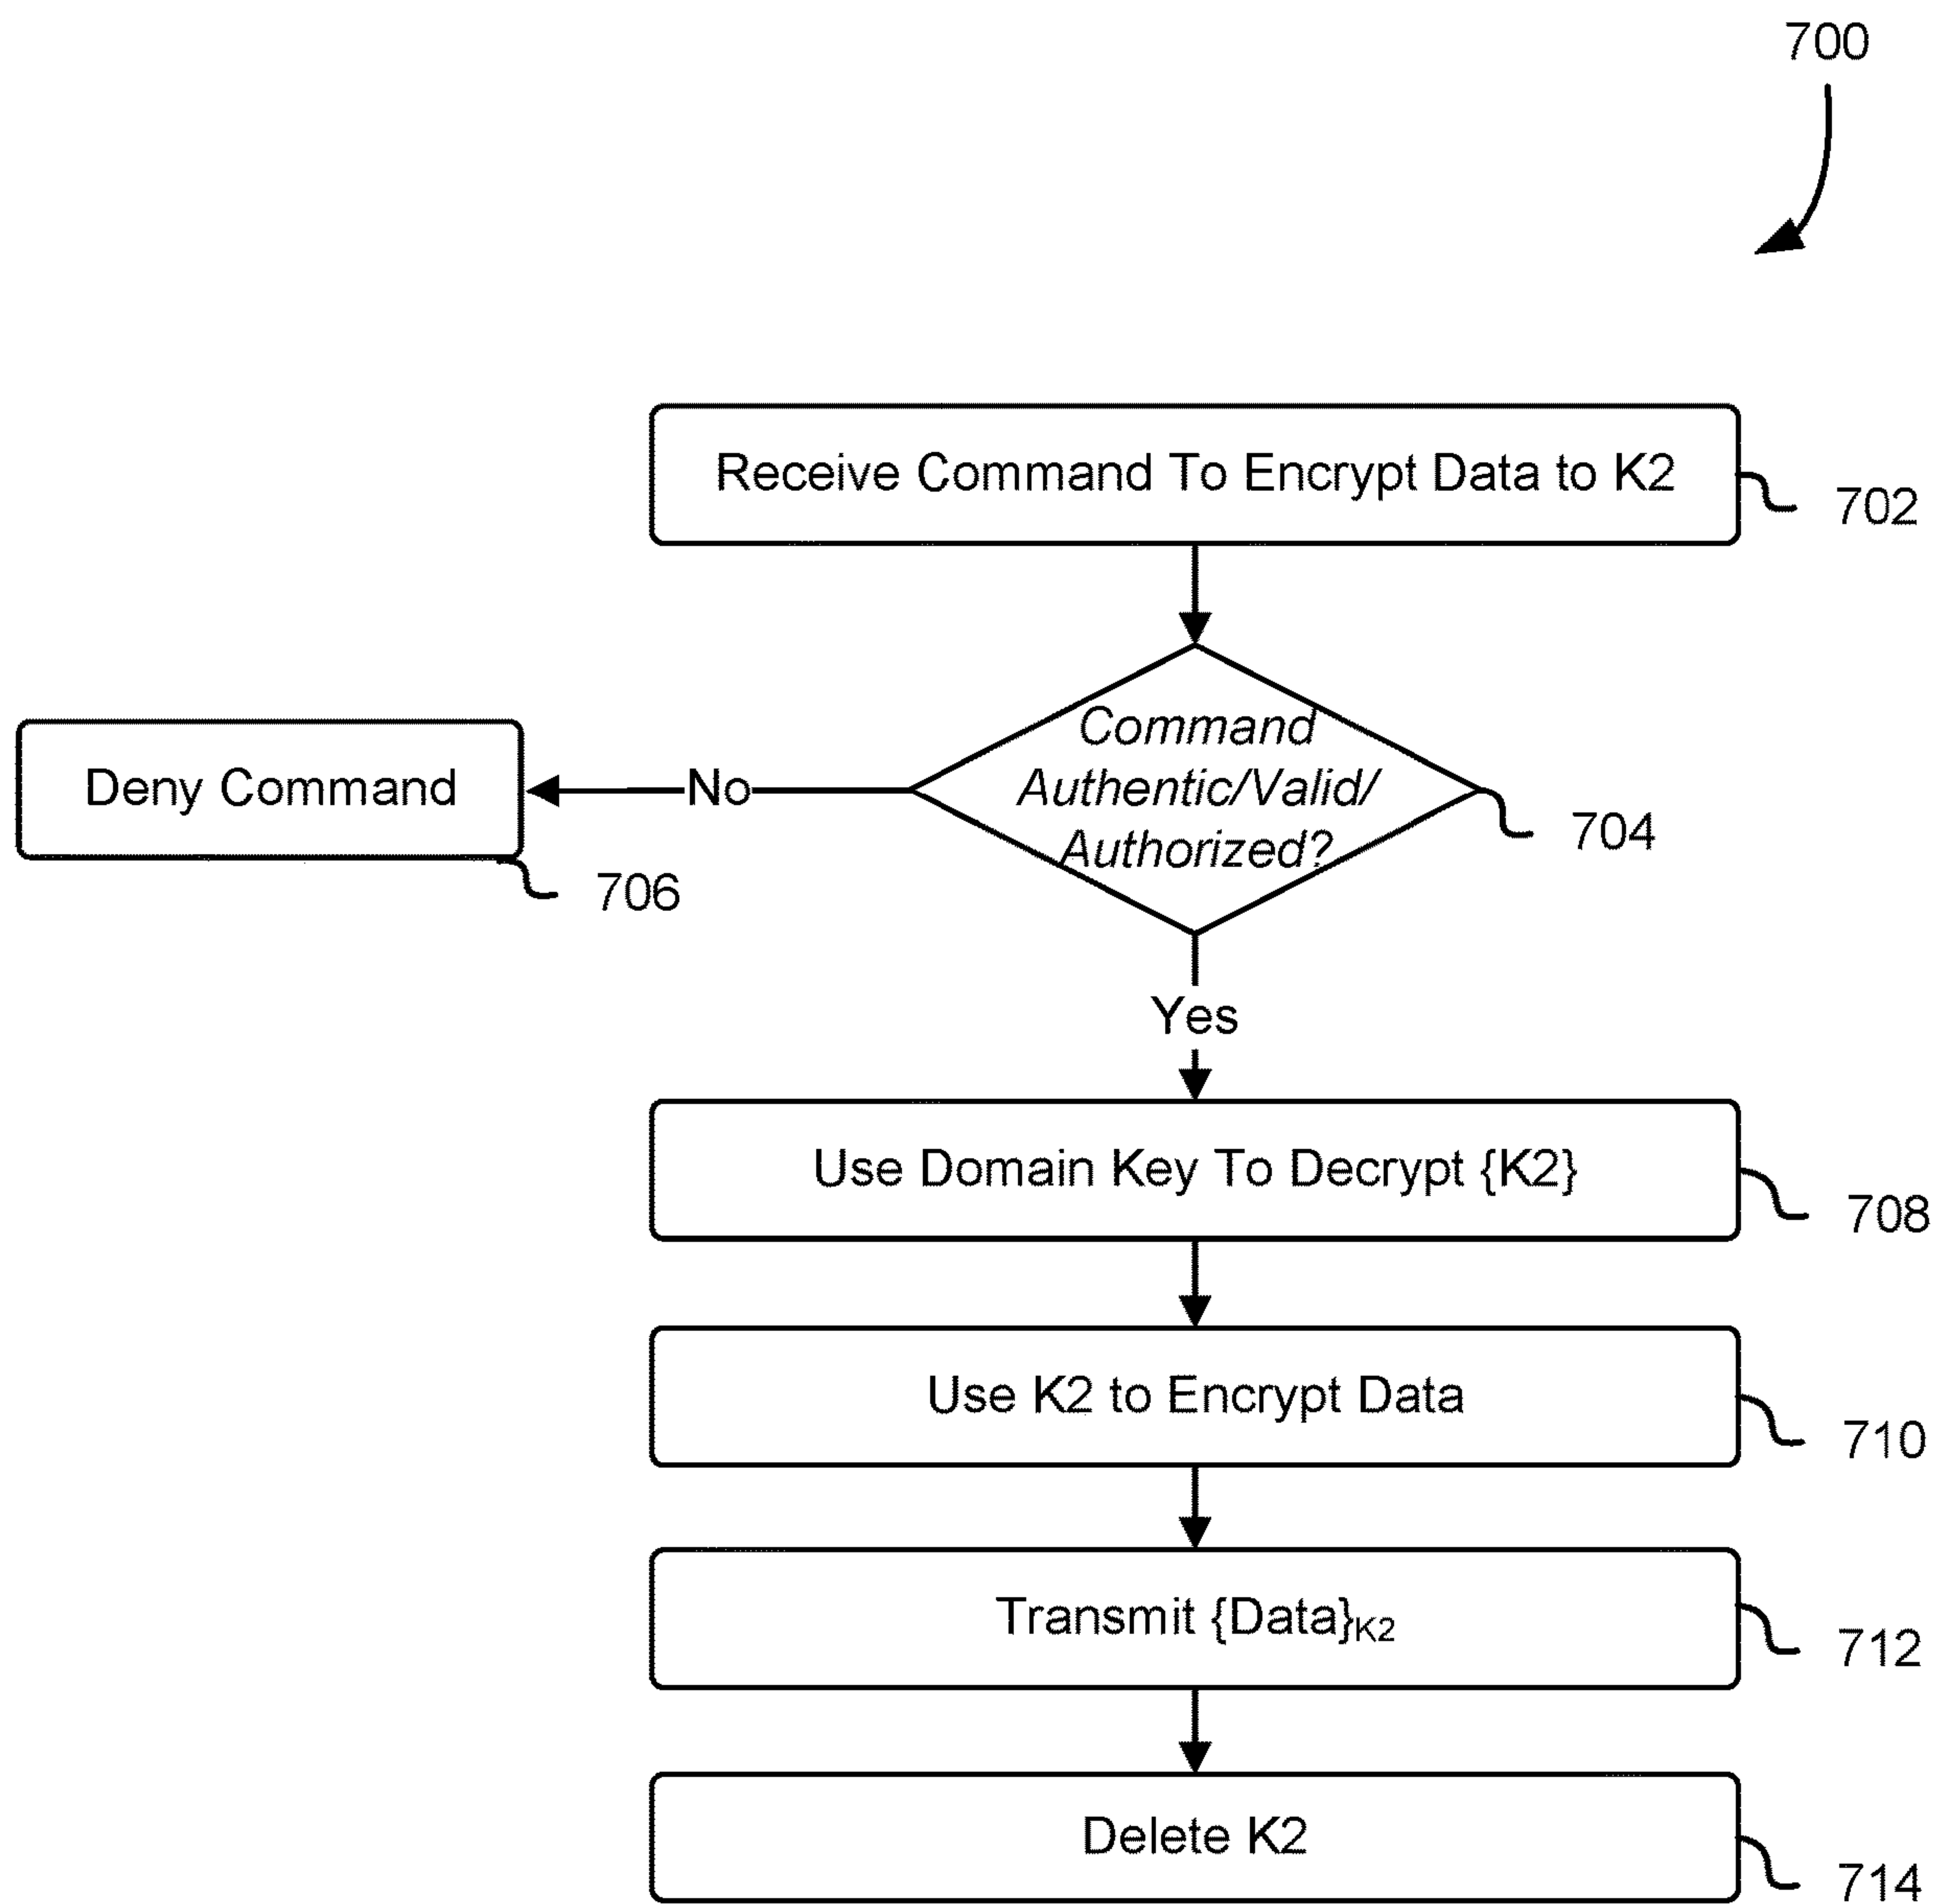 700
Receive Command To Encrypt Data to K2
702
Command
Authentic/Valid/
Authorized?
704
No
Deny Command
706
Yes
Use Domain Key To Decrypt {K2}
708
Use K2 to Encrypt Data
710
Transmit {Data}K2
712
Delete K2
714